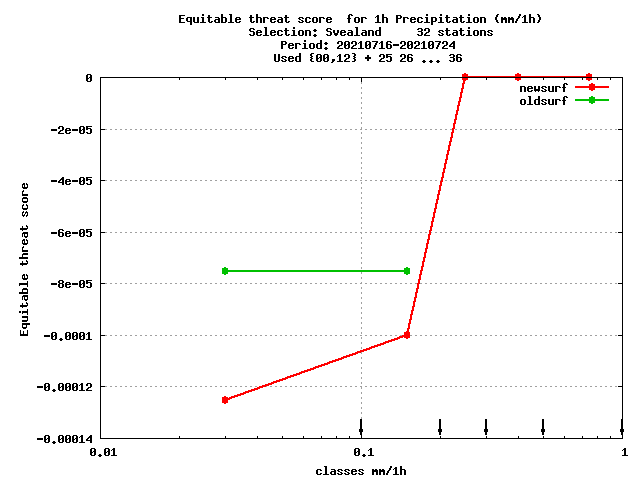 Equitable threat score  for 1h Precipitation (mm/1h)
Selection: Svealand     32 stations
Period: 20210716-20210724
Used {00,12} + 25 26 ... 36
newsurf
oldsurf
0
-2e-05
-4e-05
-6e-05
-8e-05
-0.0001
-0.00012
-0.00014
Equitable threat score
0.01
0.1
1
classes mm/1h